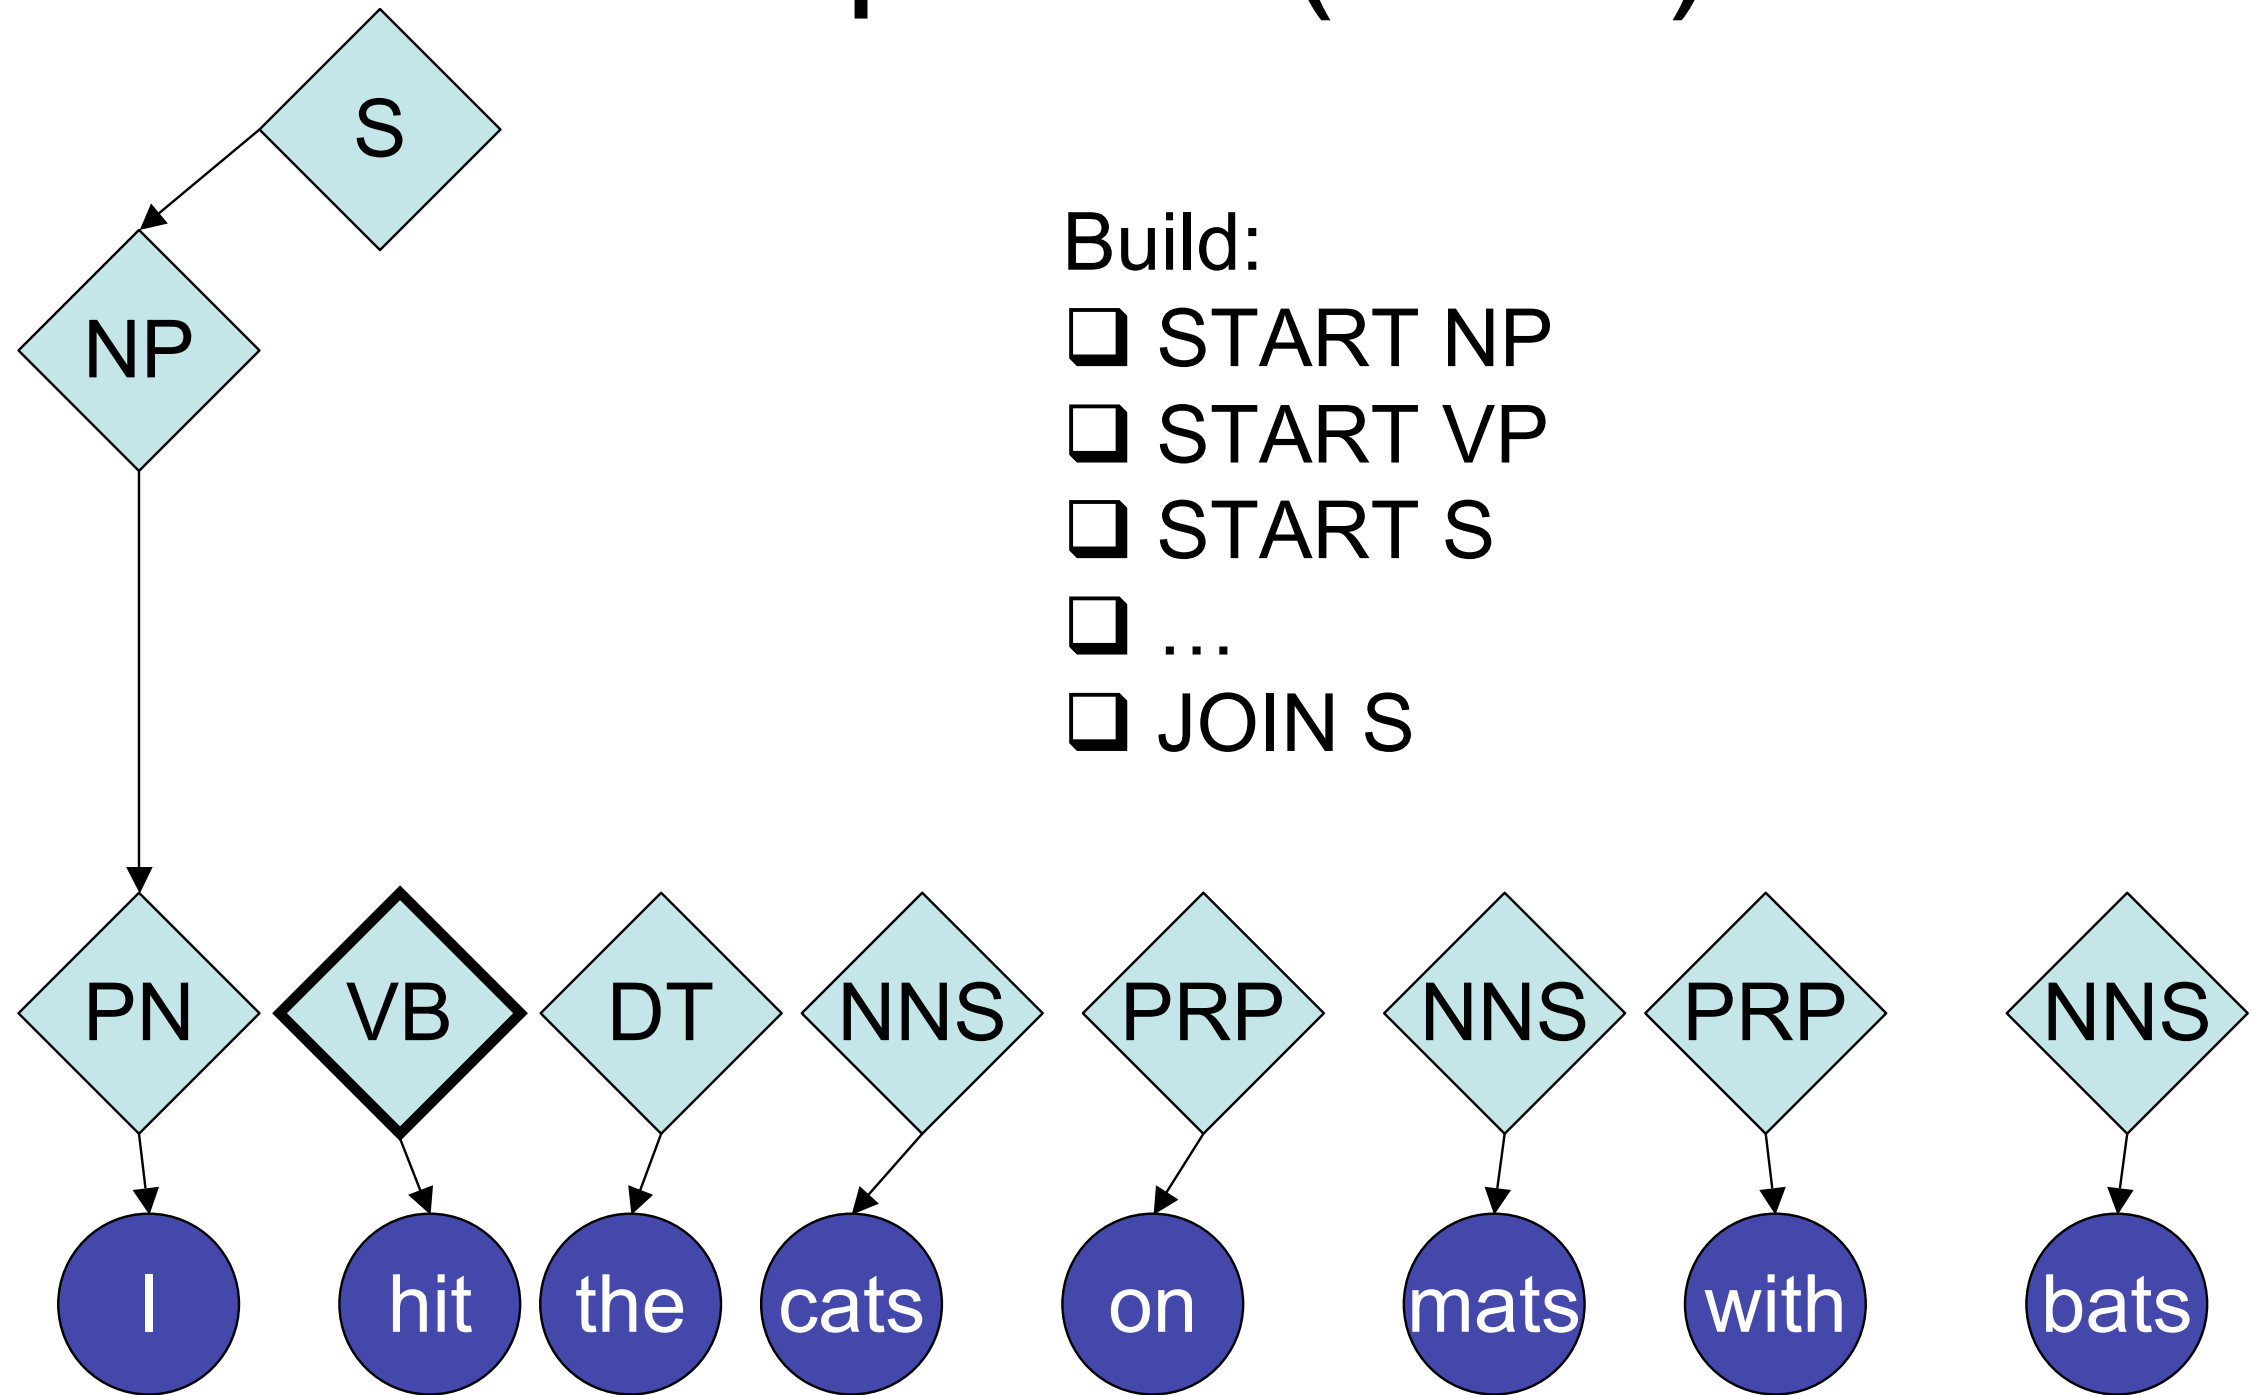 S
NP
Build:
❑ START NP
❑ START VP
❑ START S
❑ …
❑ JOIN S
PN VB DT NNS PRP NNS PRP NNS
I hit the cats on mats with bats